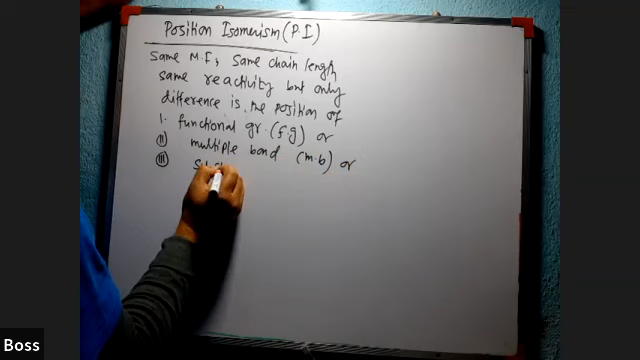 Position Isomerism (P.I)
Same M.F, Same chain length,
same reactivity but only
difference is the position of
1. functional gr. (f.g) or
(II) multiple bond (m.b) or
(III)
Boss